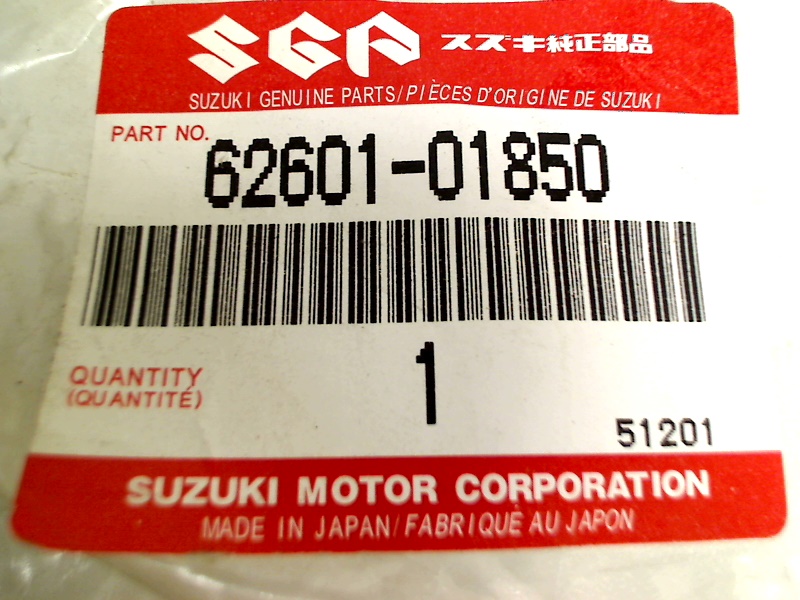 SGP スズキ純正部品
SUZUKI GENUINE PARTS/PIÈCES D'ORIGINE DE SUZUKI
PART NO. 62601-01850
QUANTITY 1
(QUANTITÉ)
51201
SUZUKI MOTOR CORPORATION
MADE IN JAPAN/FABRIQUÉ AU JAPON